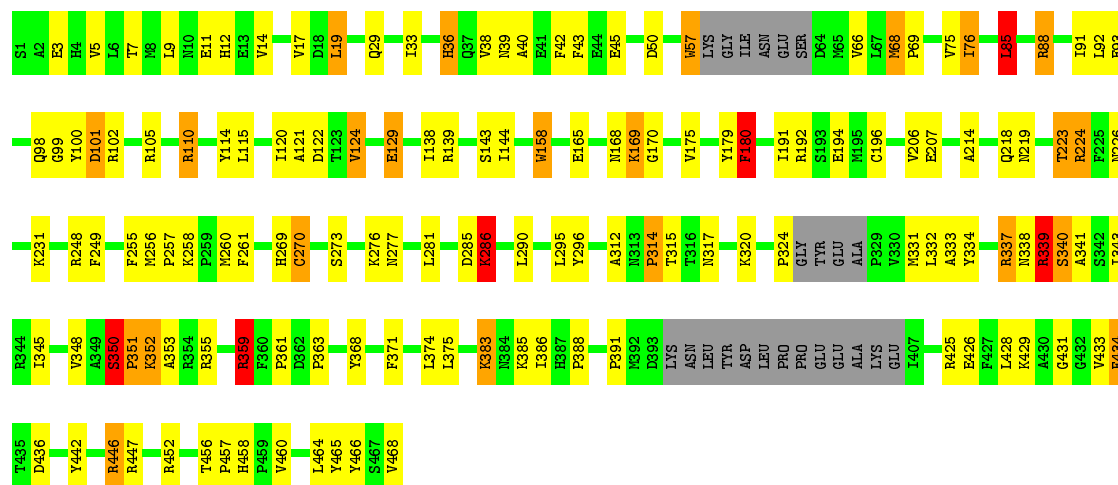 S1 A2 E3 H4 V5 L6 T7 M8 I9 N10 E11 H12 E13 V14 V17 D18 L19 Q29 I33 H36 Q37 V38 N39 A40 E41 F42 F43 E44 E45 D50 W57 LYS GLY ILE ASN GLU SER D64 M65 V66 L67 M68 P69 V75 I76 L85 R88 I91 L92 E93
Q98 G99 Y100 D101 R102 R105 R110 Y114 L115 I120 A121 D122 T123 V124 E129 I138 R139 S143 I144 W158 E165 N168 K169 G170 V175 Y179 F180 I191 R192 S193 E194 M195 C196 V206 E207 A214 Q218 N219 T223 R224 F225 N226
K231 R248 F249 F255 M256 P257 K258 P259 M260 F261 H269 C270 S273 K276 N277 L281 D285 K286 L290 L295 Y296 A312 N313 P314 T315 T316 N317 K320 P324 GLY TYR GLU ALA P329 V330 M331 L332 A333 Y334 R337 N338 R339 S340 A341 S342 I343
R344 I345 V348 A349 S350 P351 K352 A353 R354 R355 R359 F360 P361 D362 P363 Y368 F371 L374 L375 K383 N384 K385 I386 H387 P388 P391 M392 D393 LYS ASN LEU TYR ASP LEU PRO PRO GLU GLU ALA LYS GLU I407 R425 E426 F427 L428 K429 A430 G431 G432 V433 F434
T435 D436 Y442 R446 R447 R452 T456 P457 H458 P459 V460 L464 Y465 Y466 S467 V468